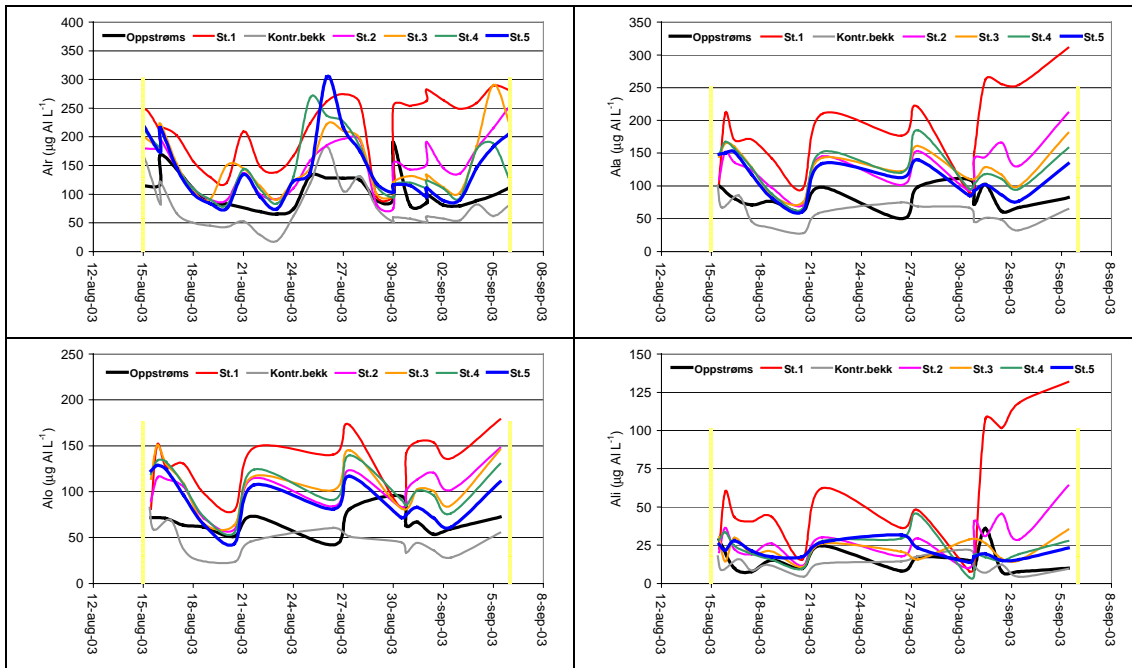 400
350
300
250
200
150
100
50
0
Alr (µg Al L⁻¹)
Oppstrøms St.1 Kontr.bekk St.2 St.3 St.4 St.5
12-aug-03 15-aug-03 18-aug-03 21-aug-03 24-aug-03 27-aug-03 30-aug-03 02-sep-03 05-sep-03 08-sep-03
350
300
250
200
150
100
50
0
Ala (µg Al L⁻¹)
Oppstrøms St.1 Kontr.bekk St.2 St.3 St.4 St.5
12-aug-03 15-aug-03 18-aug-03 21-aug-03 24-aug-03 27-aug-03 30-aug-03 2-sep-03 5-sep-03 8-sep-03
250
200
150
100
50
0
Alo (µg Al L⁻¹)
Oppstrøms St.1 Kontr.bekk St.2 St.3 St.4 St.5
12-aug-03 15-aug-03 18-aug-03 21-aug-03 24-aug-03 27-aug-03 30-aug-03 2-sep-03 5-sep-03 8-sep-03
150
125
100
75
50
25
0
Ali (µg Al L⁻¹)
Oppstrøms St.1 Kontr.bekk St.2 St.3 St.4 St.5
12-aug-03 15-aug-03 18-aug-03 21-aug-03 24-aug-03 27-aug-03 30-aug-03 2-sep-03 5-sep-03 8-sep-03